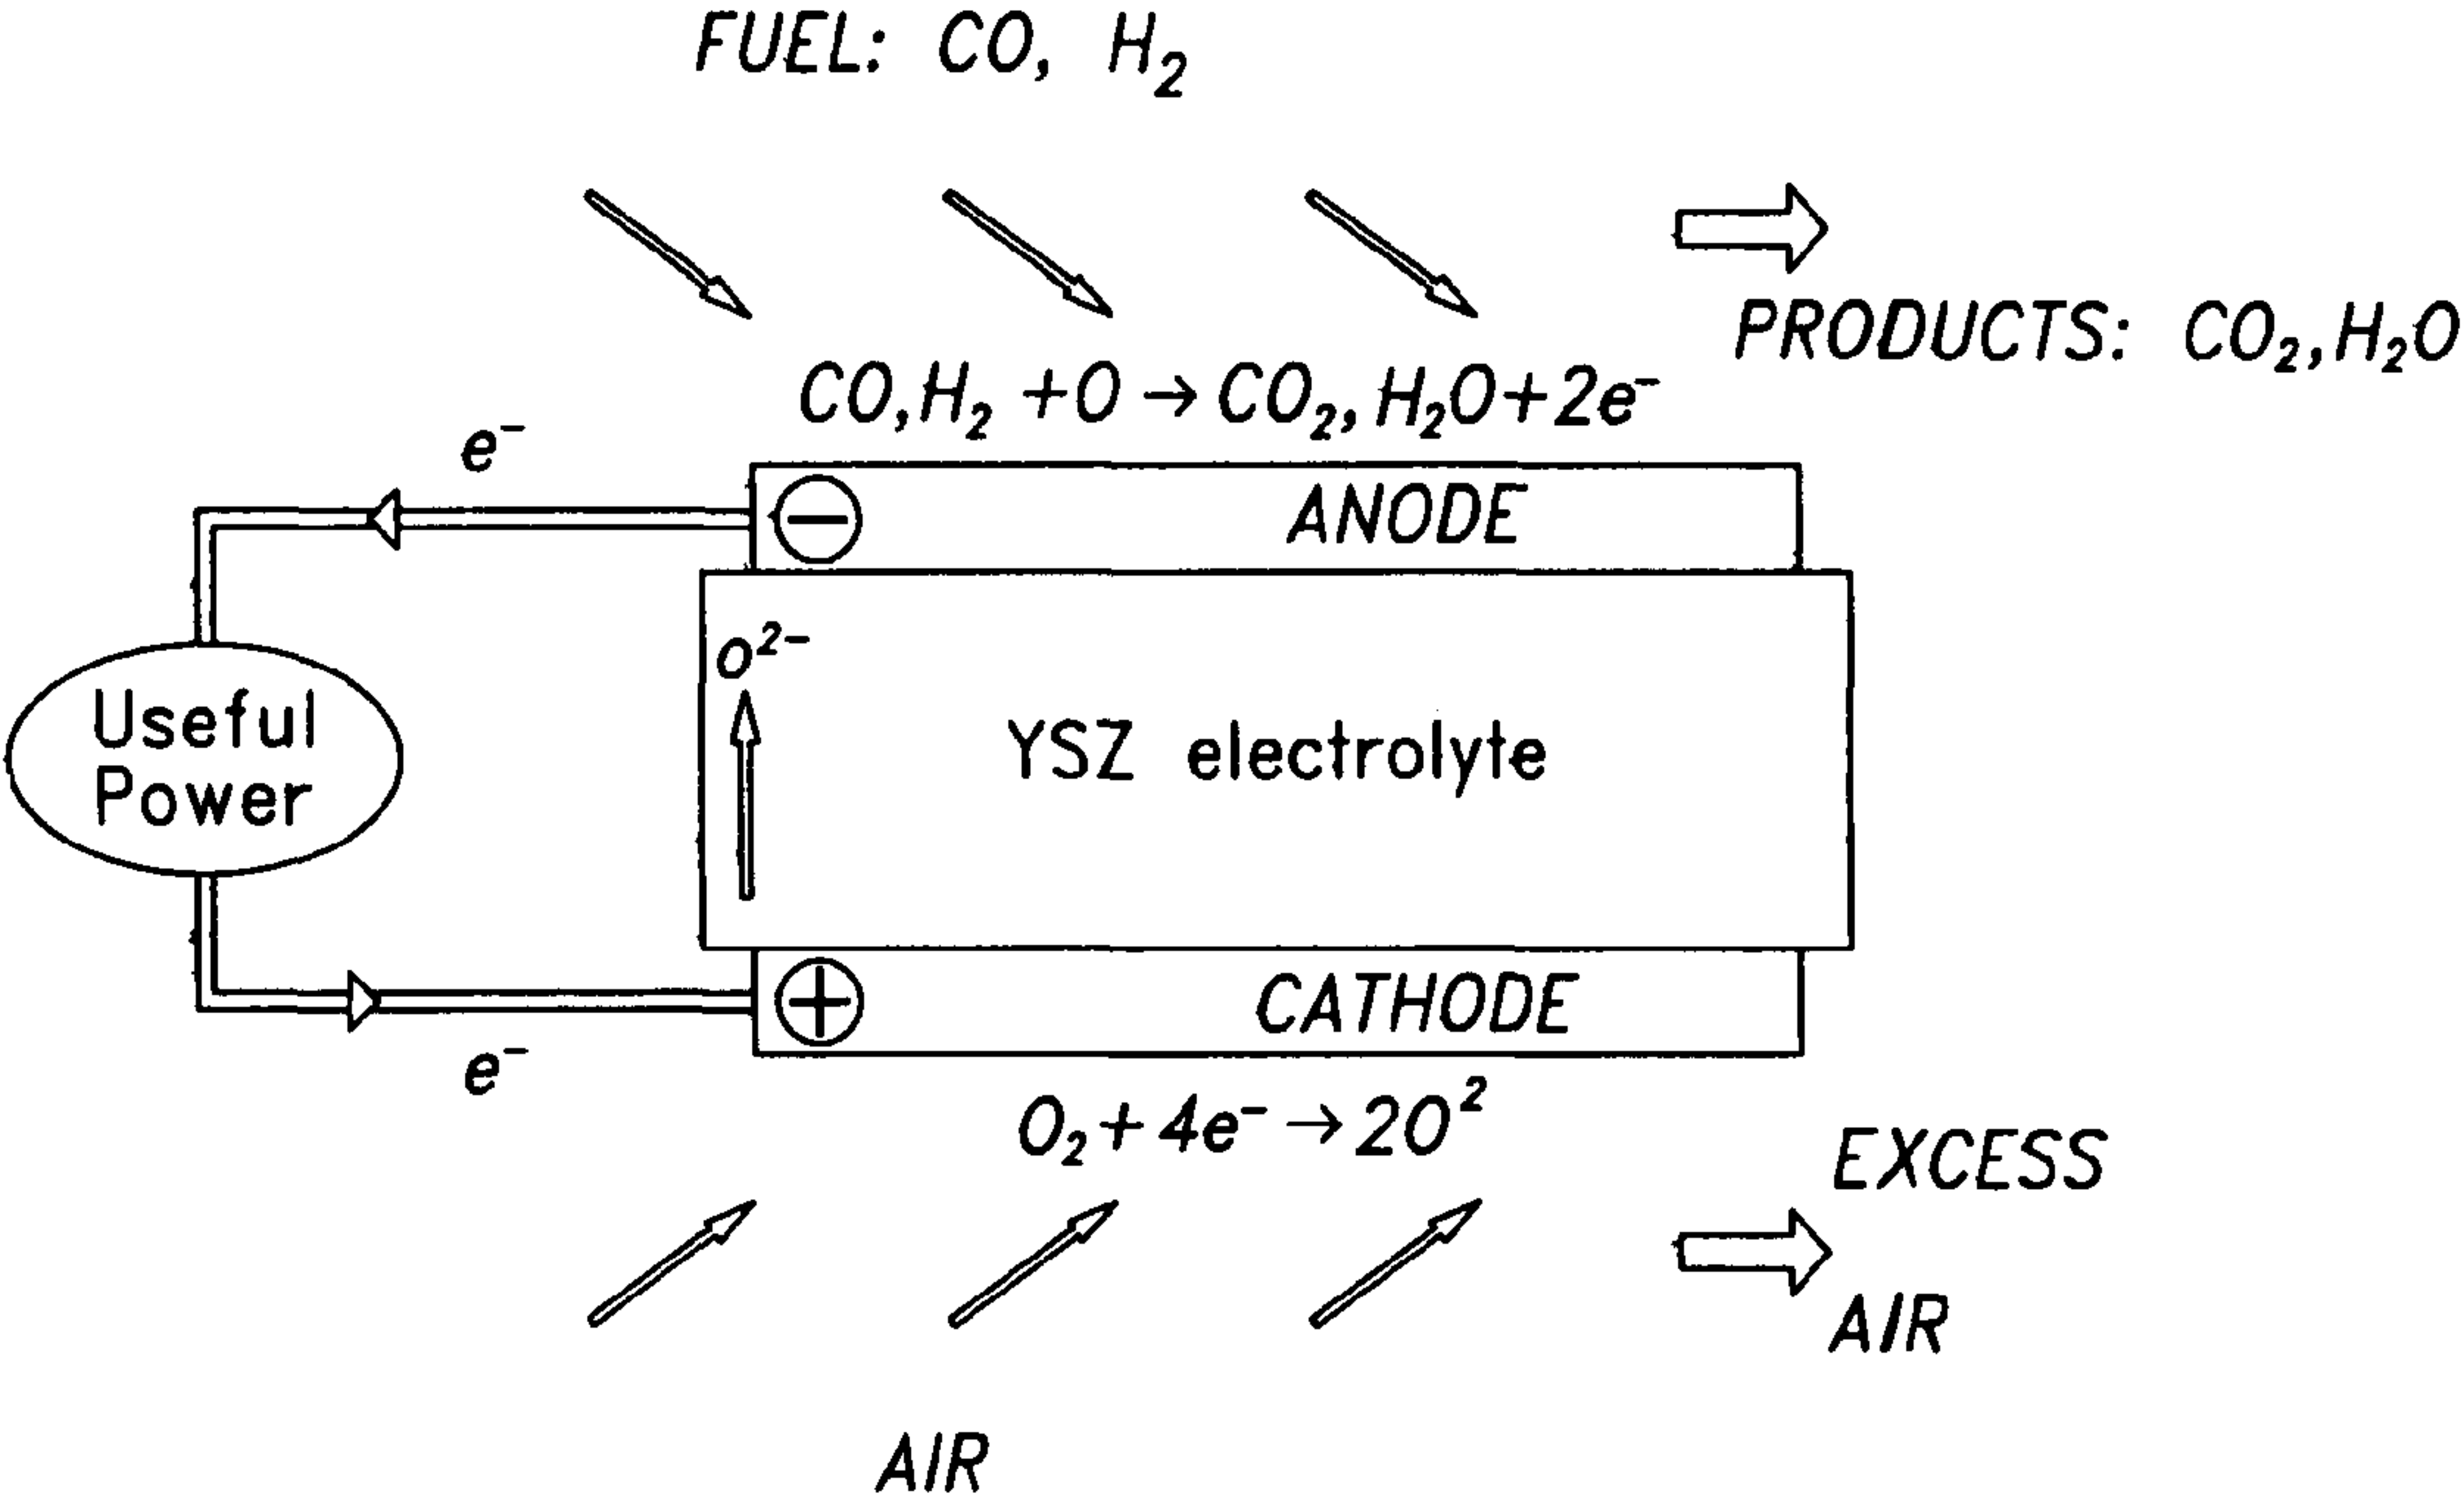 FUEL: CO, H₂
PRODUCTS: CO₂,H₂O
CO,H₂ +O → CO₂,H₂O+2e⁻
e⁻
⊖ ANODE
O²⁻
Useful
Power
YSZ electrolyte
⊕ CATHODE
e⁻
O₂+4e⁻→2O²
EXCESS
AIR
AIR